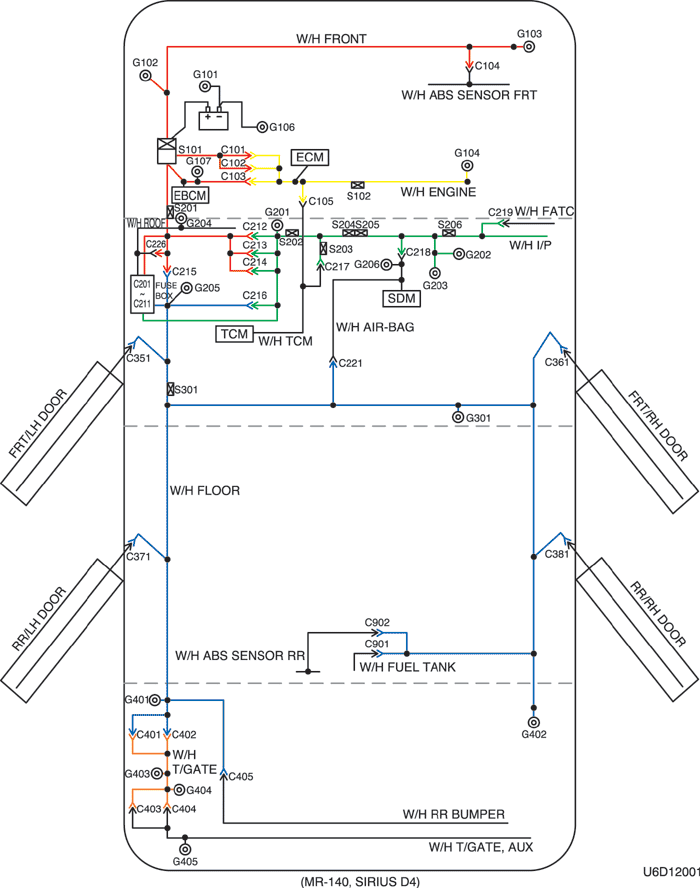 W/H FRONT
G103
G102
G101
C104
W/H ABS SENSOR FRT
+ −
G106
S101
C101
ECM
G107
C102
G104
C103
EBCM
S102
W/H ENGINE
C105
S201
W/H ROOF
G204
C212
G201
C219
W/H FATC
S202
S204
S205
S206
W/H I/P
C226
C213
S203
C218
G202
C214
C217
G206
G203
C215
C201
~
C211
FUSE
BOX
G205
C216
SDM
TCM
W/H TCM
W/H AIR-BAG
C351
C221
C361
FRT/LH DOOR
S301
FRT/RH DOOR
G301
W/H FLOOR
C371
C381
RR/LH DOOR
RR/RH DOOR
C902
C901
W/H ABS SENSOR RR
W/H FUEL TANK
G401
G402
C401
C402
W/H
T/GATE
G403
C405
G404
C403
C404
W/H RR BUMPER
W/H T/GATE, AUX
G405
U6D12001
(MR-140, SIRIUS D4)